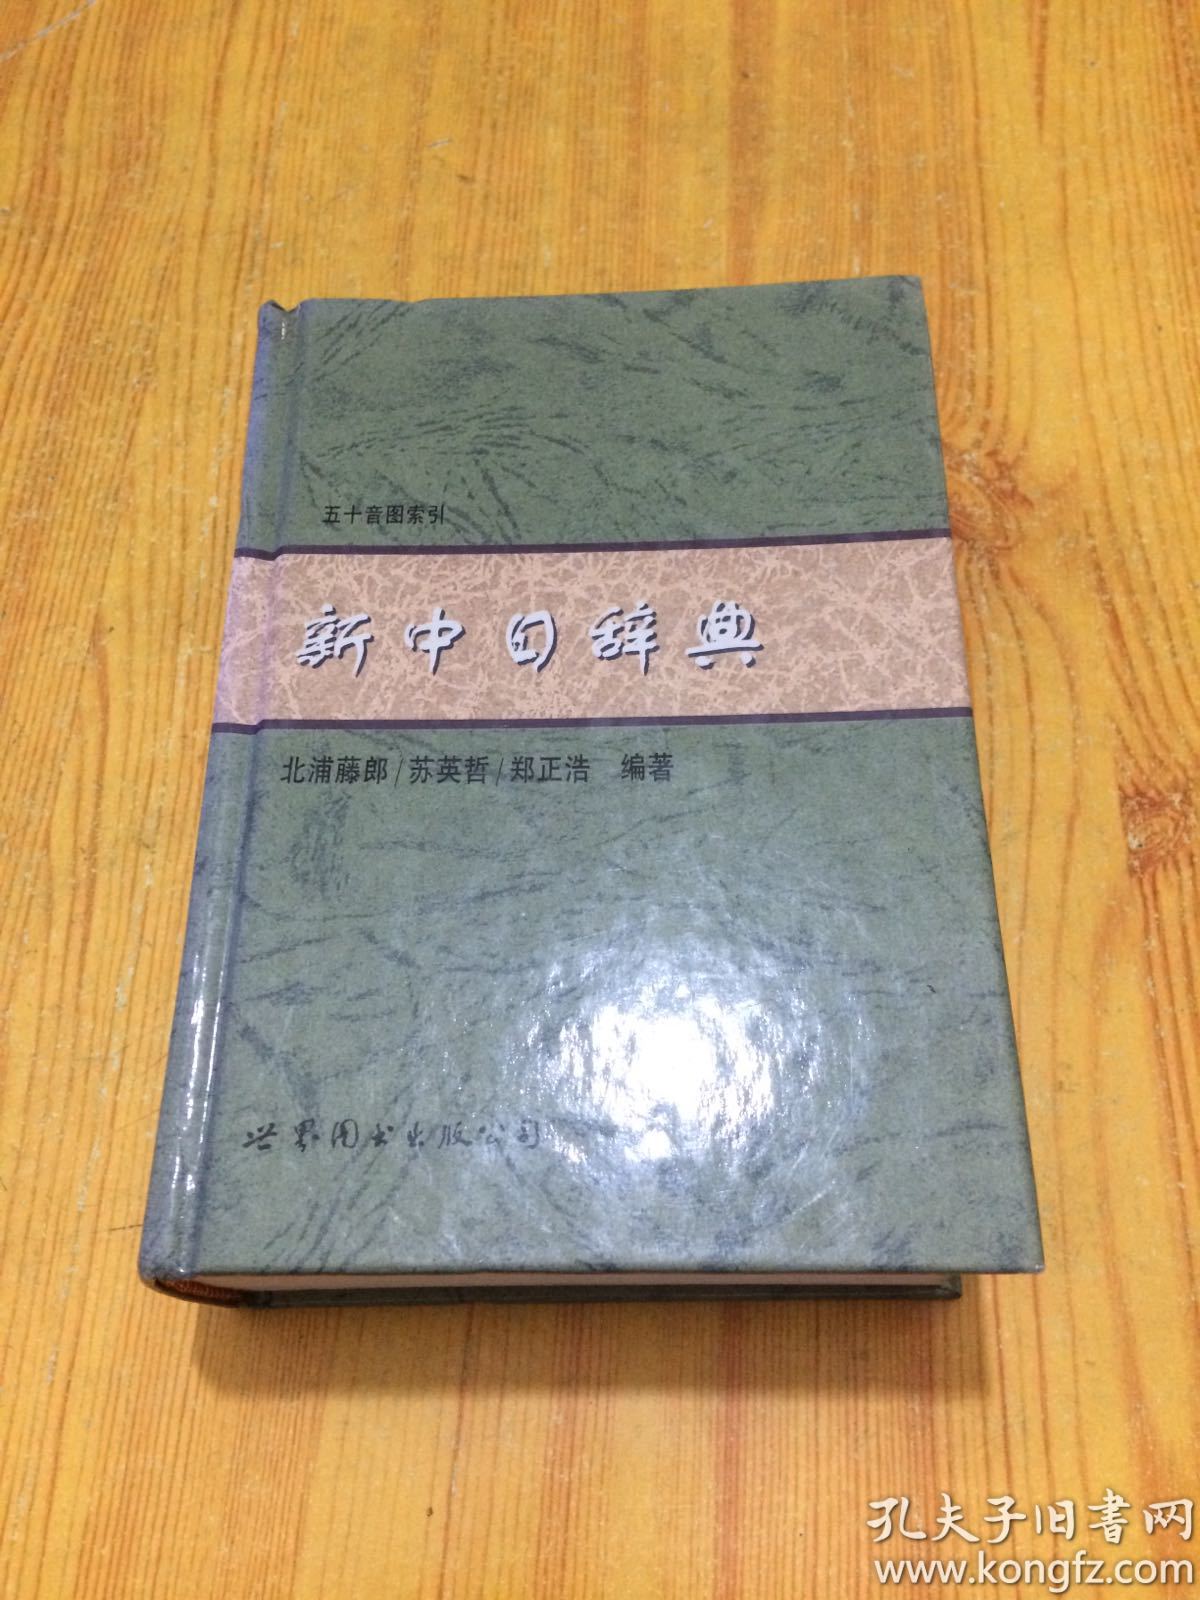 五十音图索引
新中日辞典
北浦藤郎/苏英哲/郑正浩 编著
世界图书出版公司
孔夫子旧書网
www.kongfz.com